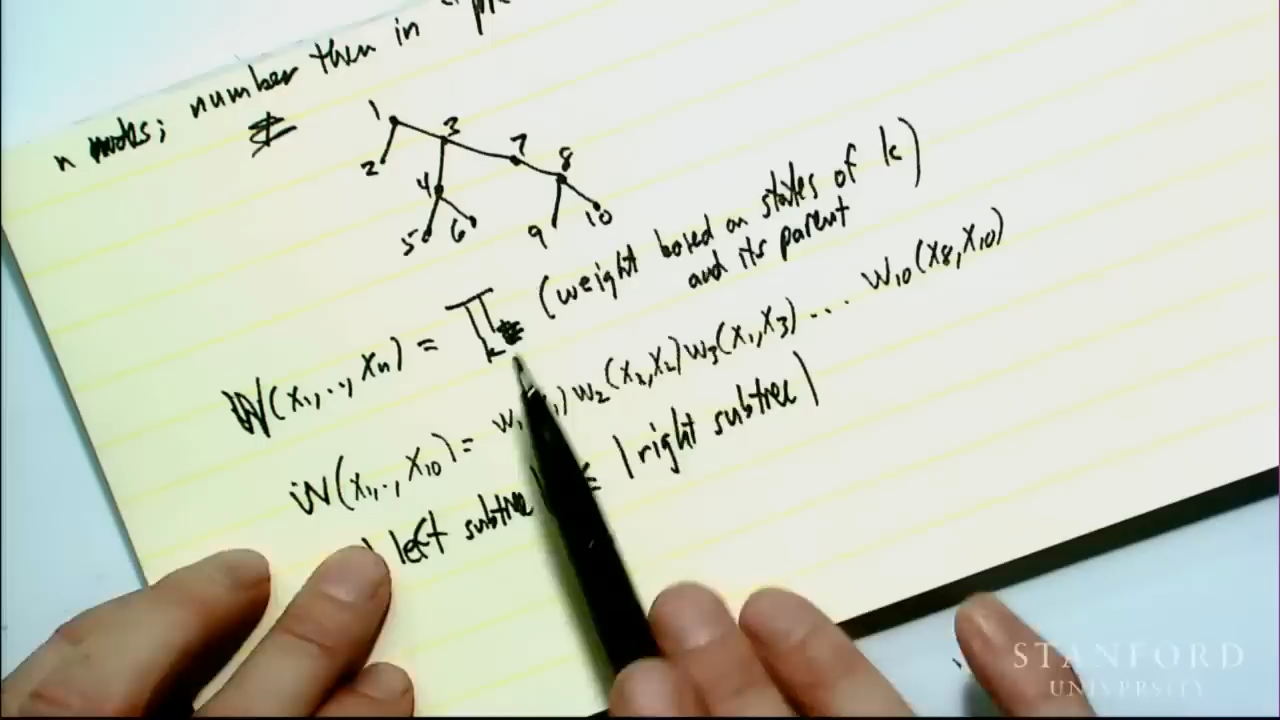 n nodes; number them in
1
2
3
4
5
6
7
8
9
10
W(x1,..,xn) = ∏k (weight based on states of k)
and its parent
W(x1,..,x10) = w1 ) w2(x1,x2) w3(x1,x3) ... w10(x8,x10)
| left subtree | ≤ | right subtree |
STANFORD
UNIVERSITY